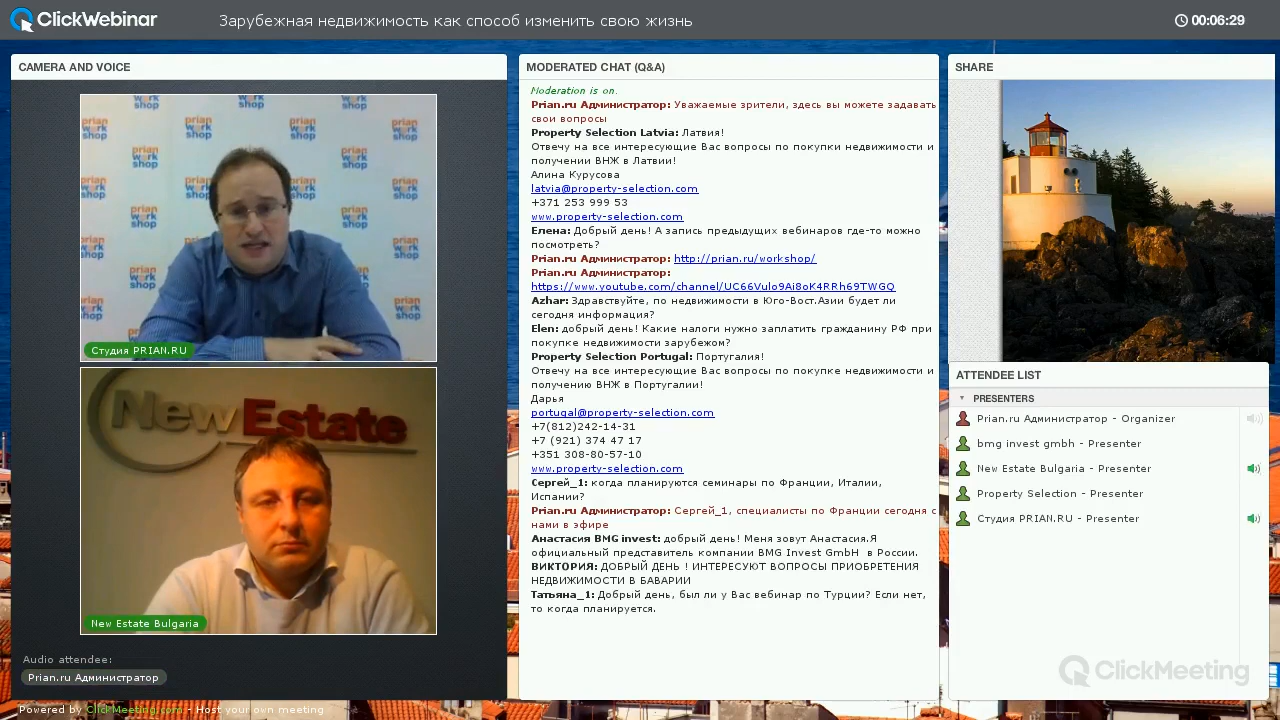 ClickWebinar
Зарубежная недвижимость как способ изменить свою жизнь
00:06:29
CAMERA AND VOICE
prian
work
shop
Студия PRIAN.RU
NewEstate
New Estate Bulgaria
Audio attendee:
Prian.ru Администратор
Powered by ClickMeeting.com - Host your own meeting
MODERATED CHAT (Q&A)
Moderation is on.
Prian.ru Администратор: Уважаемые зрители, здесь вы можете задавать
свои вопросы
Property Selection Latvia: Латвия!
Отвечу на все интересующие Вас вопросы по покупки недвижимости и
получении ВНЖ в Латвии!
Алина Курусова
latvia@property-selection.com
+371 253 999 53
www.property-selection.com
Елена: Добрый день! А запись предыдущих вебинаров где-то можно
посмотреть?
Prian.ru Администратор: http://prian.ru/workshop/
Prian.ru Администратор:
https://www.youtube.com/channel/UC66Vulo9Ai8oK4RRh69TWGQ
Azhar: Здравствуйте, по недвижимости в Юго-Вост.Азии будет ли
сегодня информация?
Elen: добрый день! Какие налоги нужно заплатить гражданину РФ при
покупке недвижимости зарубежом?
Property Selection Portugal: Португалия!
Отвечу на все интересующие Вас вопросы по покупке недвижимости и
получению ВНЖ в Португалии!
Дарья
portugal@property-selection.com
+7(812)242-14-31
+7 (921) 374 47 17
+351 308-80-57-10
www.property-selection.com
Сергей_1: когда планируются семинары по Франции, Италии,
Испании?
Prian.ru Администратор: Сергей_1, специалисты по Франции сегодня с
нами в эфире
Анастасия BMG invest: добрый день! Меня зовут Анастасия.Я
официальный представитель компании BMG Invest GmbH в России.
ВИКТОРИЯ: ДОБРЫЙ ДЕНЬ ! ИНТЕРЕСУЮТ ВОПРОСЫ ПРИОБРЕТЕНИЯ
НЕДВИЖИМОСТИ В БАВАРИИ
Татьяна_1: Добрый день, был ли у Вас вебинар по Турции? Если нет,
то когда планируется.
SHARE
ATTENDEE LIST
PRESENTERS
Prian.ru Администратор - Organizer
bmg invest gmbh - Presenter
New Estate Bulgaria - Presenter
Property Selection - Presenter
Студия PRIAN.RU - Presenter
ClickMeeting